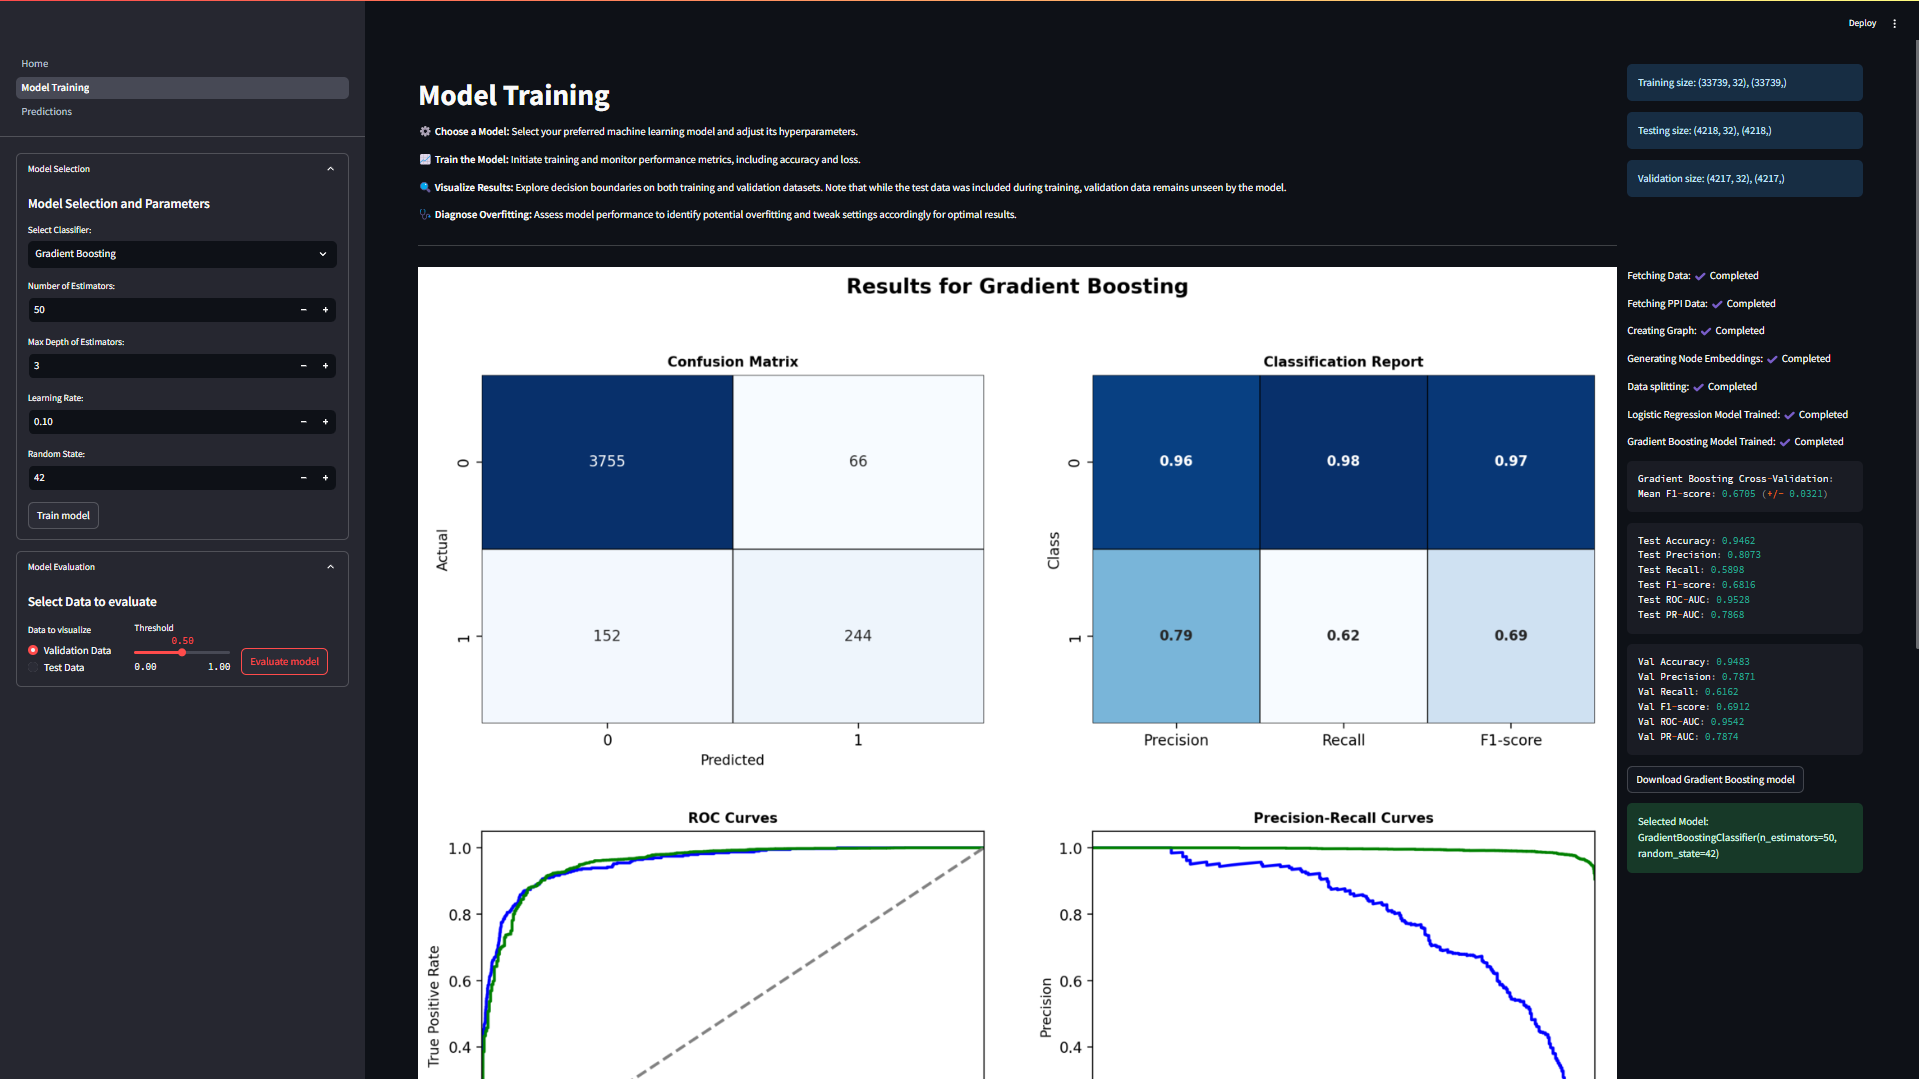 Deploy
Home
Model Training
Predictions
Model Selection
Model Selection and Parameters
Select Classifier:
Gradient Boosting
Number of Estimators:
50
Max Depth of Estimators:
3
Learning Rate:
0.10
Random State:
42
Train model
Model Evaluation
Select Data to evaluate
Data to visualize
Validation Data
Test Data
Threshold
0.50
0.00 1.00
Evaluate model
Model Training
Choose a Model: Select your preferred machine learning model and adjust its hyperparameters.
Train the Model: Initiate training and monitor performance metrics, including accuracy and loss.
Visualize Results: Explore decision boundaries on both training and validation datasets. Note that while the test data was included during training, validation data remains unseen by the model.
Diagnose Overfitting: Assess model performance to identify potential overfitting and tweak settings accordingly for optimal results.
Results for Gradient Boosting
Confusion Matrix
Actual
0
3755 66
1
152 244
0 1
Predicted
Classification Report
Class
0
0.96 0.98 0.97
1
0.79 0.62 0.69
Precision Recall F1-score
ROC Curves
True Positive Rate
1.0
0.8
0.6
0.4
Precision-Recall Curves
Precision
1.0
0.8
0.6
0.4
Training size: (33739, 32), (33739,)
Testing size: (4218, 32), (4218,)
Validation size: (4217, 32), (4217,)
Fetching Data: Completed
Fetching PPI Data: Completed
Creating Graph: Completed
Generating Node Embeddings: Completed
Data splitting: Completed
Logistic Regression Model Trained: Completed
Gradient Boosting Model Trained: Completed
Gradient Boosting Cross-Validation:
Mean F1-score: 0.6705 (+/- 0.0321)
Test Accuracy: 0.9462
Test Precision: 0.8073
Test Recall: 0.5898
Test F1-score: 0.6816
Test ROC-AUC: 0.9528
Test PR-AUC: 0.7868
Val Accuracy: 0.9483
Val Precision: 0.7871
Val Recall: 0.6162
Val F1-score: 0.6912
Val ROC-AUC: 0.9542
Val PR-AUC: 0.7874
Download Gradient Boosting model
Selected Model:
GradientBoostingClassifier(n_estimators=50,
random_state=42)